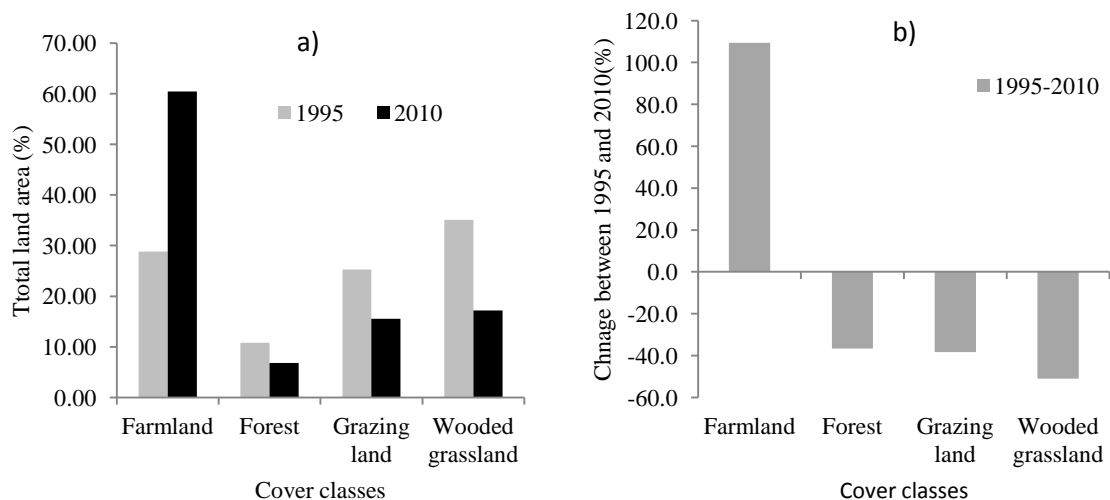 a)
Ttotal land area (%)
70.00
60.00
50.00
40.00
30.00
20.00
10.00
0.00
1995 2010
Farmland Forest Grazing Wooded
land grassland
Cover classes
b)
Chnage between 1995 and 2010(%)
120.0
100.0
80.0
60.0
40.0
20.0
0.0
-20.0
-40.0
-60.0
1995-2010
Farmland Forest Grazing Wooded
land grassland
Cover classes